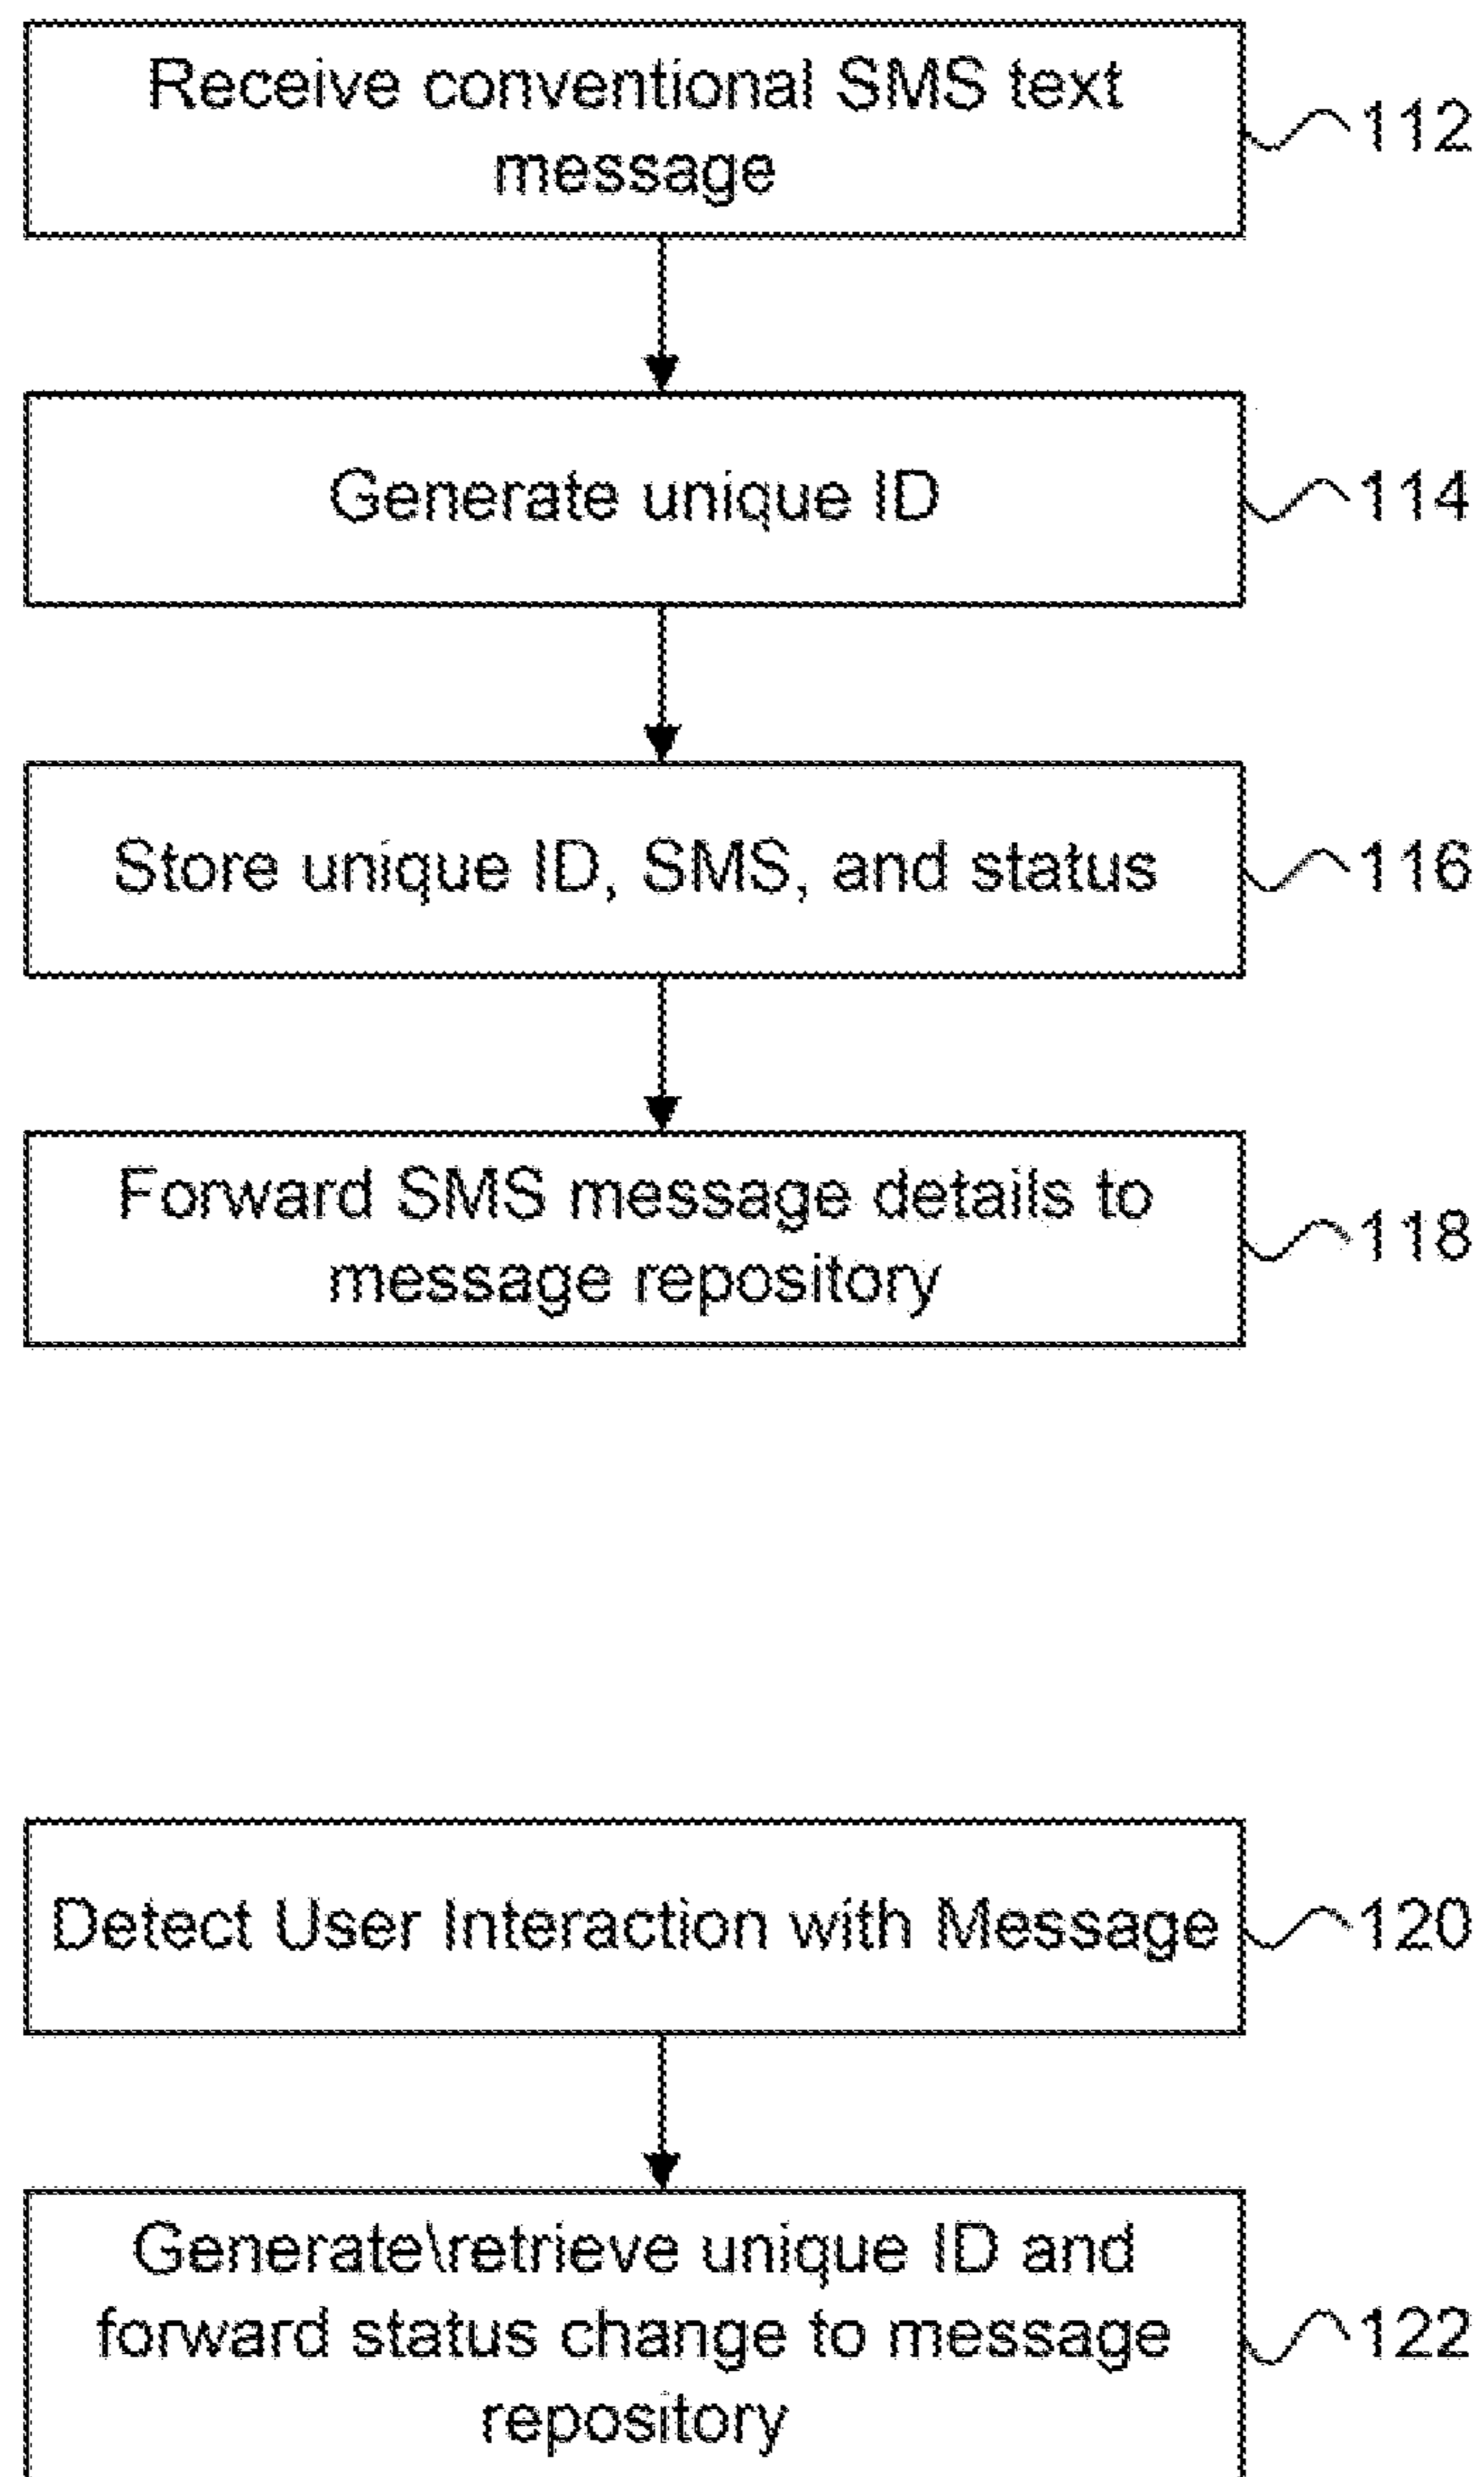 Receive conventional SMS text
message
112
Generate unique ID
114
Store unique ID, SMS, and status
116
Forward SMS message details to
message repository
118
Detect User Interaction with Message
120
Generate\retrieve unique ID and
forward status change to message
repository
122